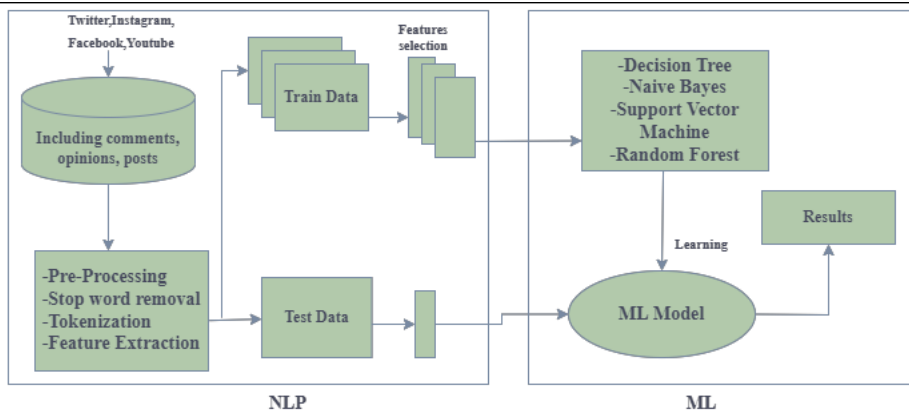 Twitter,Instagram,
Facebook,Youtube
Including comments,
opinions, posts
-Pre-Processing
-Stop word removal
-Tokenization
-Feature Extraction
Train Data
Features
selection
Test Data
NLP
-Decision Tree
-Naive Bayes
-Support Vector
Machine
-Random Forest
Learning
ML Model
Results
ML